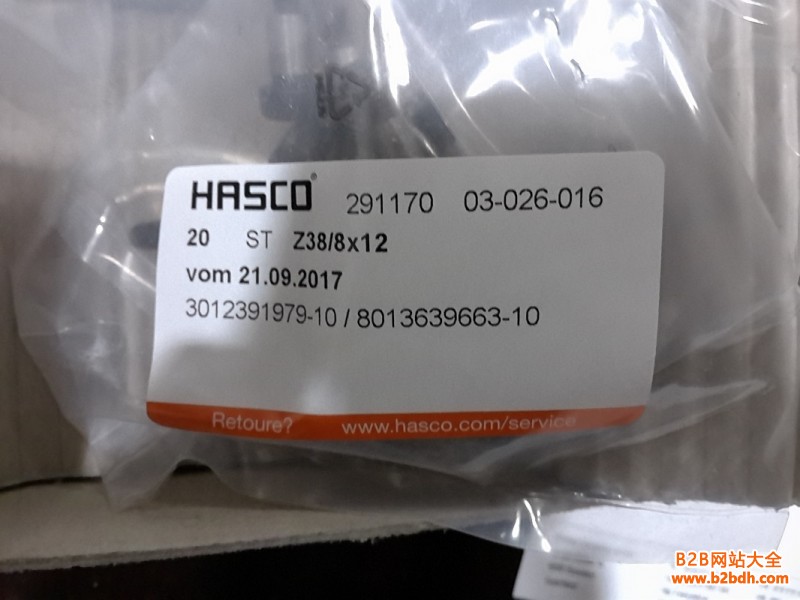 HASCO® 291170 03-026-016
20 ST Z38/8x12
vom 21.09.2017
3012391979-10 / 8013639663-10
Retoure? www.hasco.com/service
B2B网站大全
www.b2bdh.com